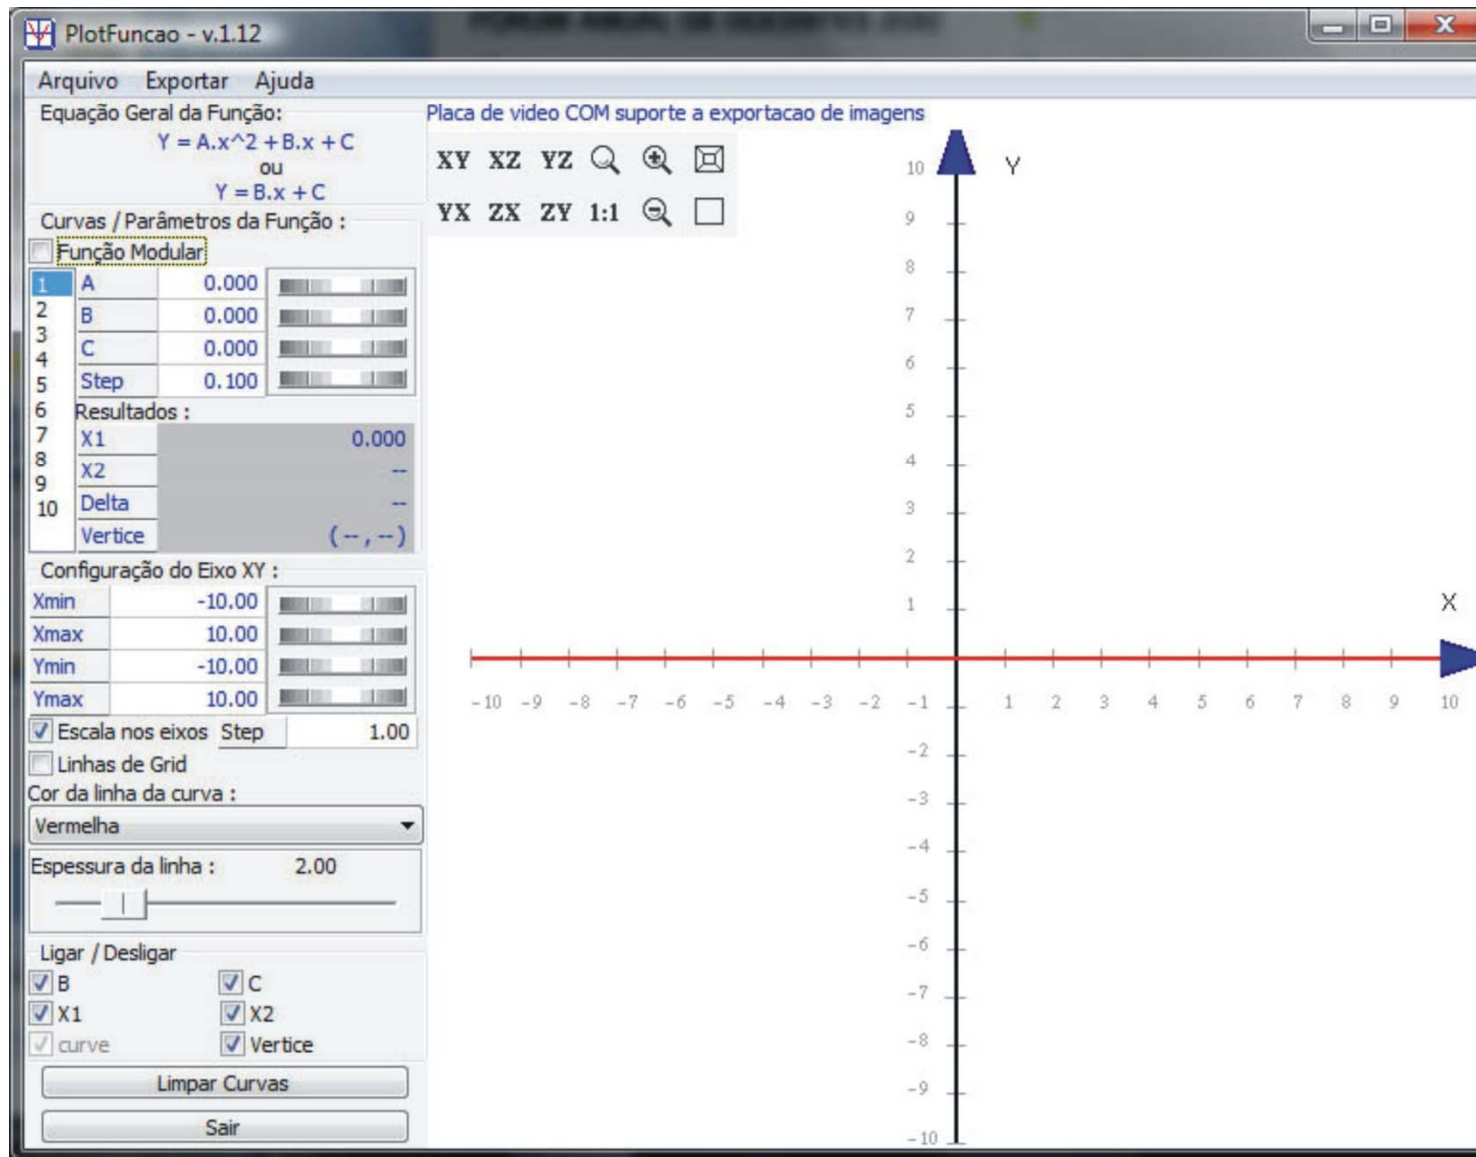 PlotFuncao - v.1.12
Arquivo Exportar Ajuda
Equação Geral da Função:
Y = A.x^2 + B.x + C
ou
Y = B.x + C
Curvas / Parâmetros da Função :
Função Modular
1
2
3
4
5
6
7
8
9
10
A 0.000
B 0.000
C 0.000
Step 0.100
Resultados :
X1 0.000
X2 --
Delta --
Vertice (--,--)
Configuração do Eixo XY :
Xmin -10.00
Xmax 10.00
Ymin -10.00
Ymax 10.00
Escala nos eixos Step 1.00
Linhas de Grid
Cor da linha da curva :
Vermelha
Espessura da linha : 2.00
Ligar / Desligar
B C
X1 X2
curve Vertice
Limpar Curvas
Sair
Placa de video COM suporte a exportacao de imagens
XY XZ YZ
YX ZX ZY 1:1
Y
10
9
8
7
6
5
4
3
2
1
X
-10 -9 -8 -7 -6 -5 -4 -3 -2 -1 1 2 3 4 5 6 7 8 9 10
-2
-3
-4
-5
-6
-7
-8
-9
-10